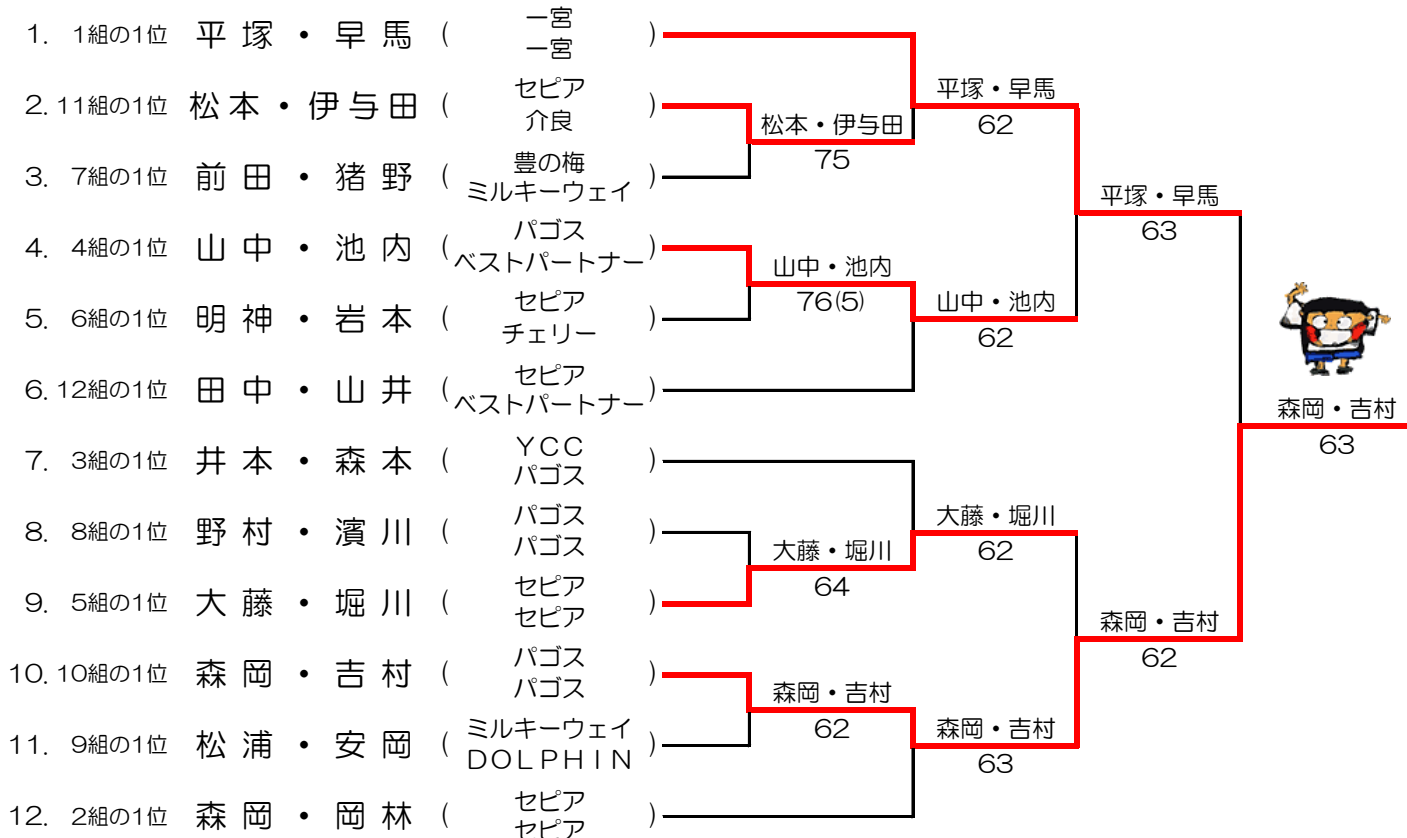 1. 1組の1位 平塚・早馬 ( 一宮 一宮 )
2. 11組の1位 松本・伊与田 ( セピア 介良 )
3. 7組の1位 前田・猪野 ( 豊の梅 ミルキーウェイ )
4. 4組の1位 山中・池内 ( パゴス ベストパートナー )
5. 6組の1位 明神・岩本 ( セピア チェリー )
6. 12組の1位 田中・山井 ( セピア ベストパートナー )
7. 3組の1位 井本・森本 ( YCC パゴス )
8. 8組の1位 野村・濱川 ( パゴス パゴス )
9. 5組の1位 大藤・堀川 ( セピア セピア )
10. 10組の1位 森岡・吉村 ( パゴス パゴス )
11. 9組の1位 松浦・安岡 ( ミルキーウェイ DOLPHIN )
12. 2組の1位 森岡・岡林 ( セピア セピア )
松本・伊与田
75
山中・池内
76(5)
大藤・堀川
64
森岡・吉村
62
平塚・早馬
62
山中・池内
62
大藤・堀川
62
森岡・吉村
63
平塚・早馬
63
森岡・吉村
62
森岡・吉村
63